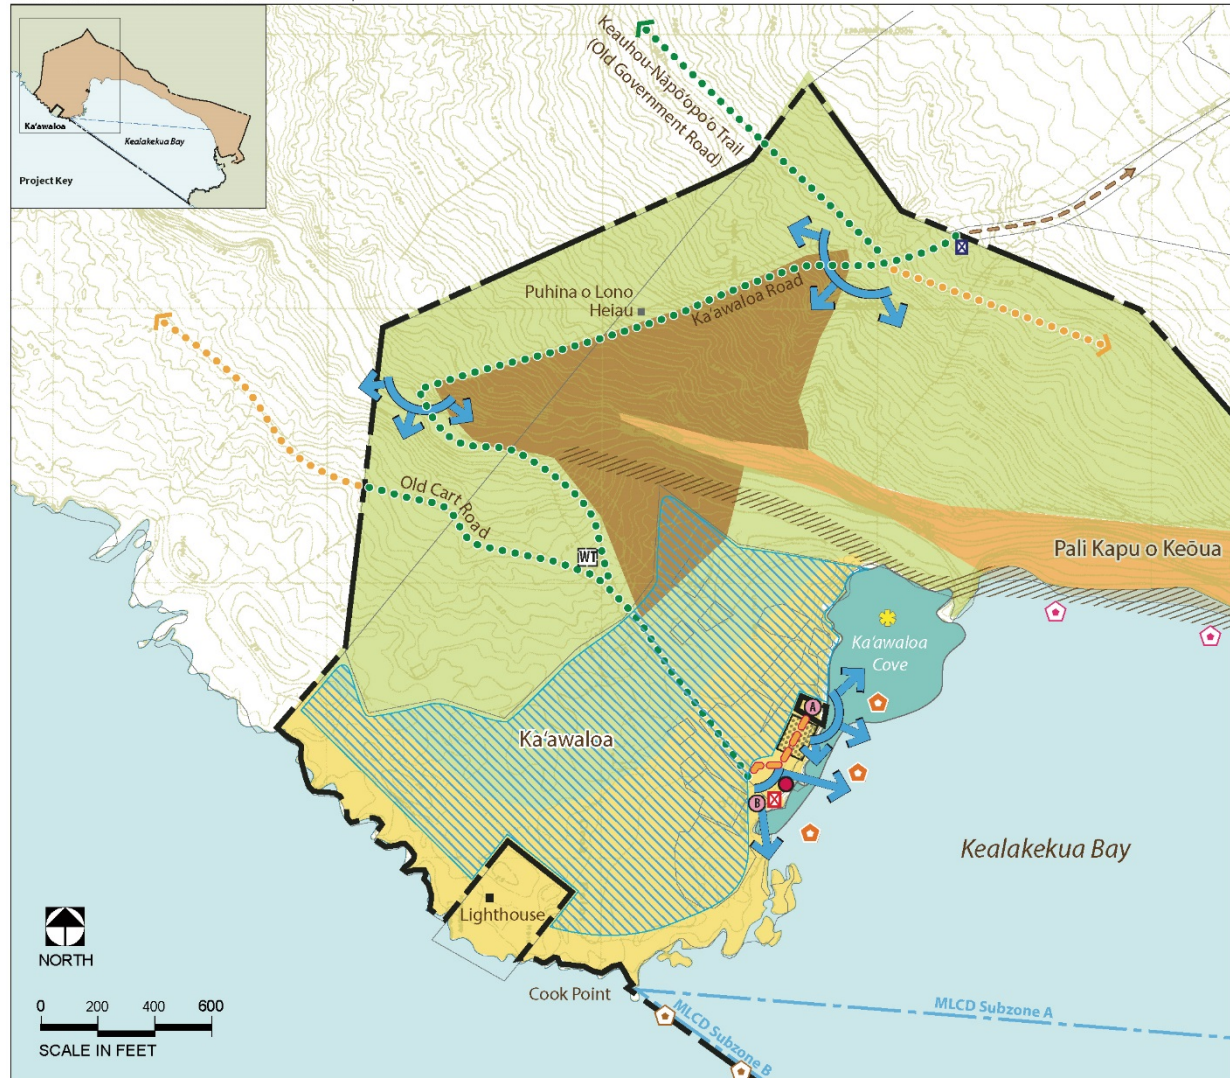 Ka'awaloa
Kealakekua Bay
Project Key
Keauhou-Nāpō'opo'o Trail
(Old Government Road)
Puhina o Lono
Heiau
Ka'awaloa Road
Old Cart Road
WT
Pali Kapu o Keōua
Ka'awaloa
Cove
A
Ka'awaloa
B
Kealakekua Bay
Lighthouse
NORTH
Cook Point
MLCD Subzone A
MLCD Subzone B
0 200 400 600
SCALE IN FEET